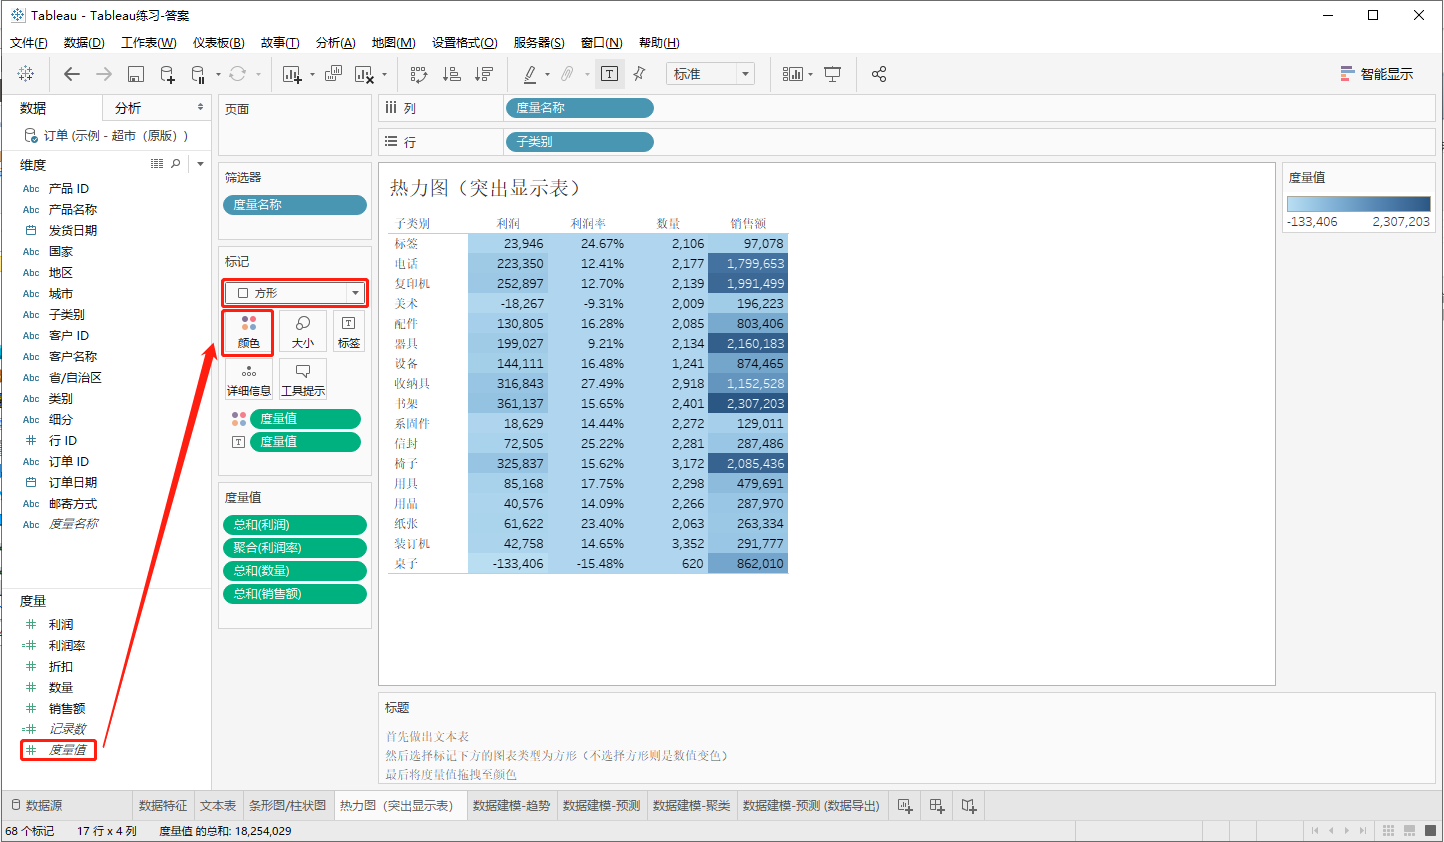 Tableau - Tableau练习-答案
文件(F) 数据(D) 工作表(W) 仪表板(B) 故事(T) 分析(A) 地图(M) 设置格式(O) 服务器(S) 窗口(N) 帮助(H)
标准
智能显示
数据 分析
订单 (示例 - 超市（原版）)
维度
Abc 产品 ID
Abc 产品名称
发货日期
Abc 国家
Abc 地区
Abc 城市
Abc 子类别
Abc 客户 ID
Abc 客户名称
Abc 省/自治区
Abc 类别
Abc 细分
# 行 ID
Abc 订单 ID
订单日期
Abc 邮寄方式
Abc 度量名称
度量
# 利润
=# 利润率
# 折扣
# 数量
# 销售额
=# 记录数
# 度量值
页面
筛选器
度量名称
标记
方形
颜色 大小 标签
详细信息 工具提示
度量值
度量值
度量值
总和(利润)
聚合(利润率)
总和(数量)
总和(销售额)
列 度量名称
行 子类别
热力图（突出显示表）
子类别 利润 利润率 数量 销售额
标签 23,946 24.67% 2,106 97,078
电话 223,350 12.41% 2,177 1,799,653
复印机 252,897 12.70% 2,139 1,991,499
美术 -18,267 -9.31% 2,009 196,223
配件 130,805 16.28% 2,085 803,406
器具 199,027 9.21% 2,134 2,160,183
设备 144,111 16.48% 1,241 874,465
收纳具 316,843 27.49% 2,918 1,152,528
书架 361,137 15.65% 2,401 2,307,203
系固件 18,629 14.44% 2,272 129,011
信封 72,505 25.22% 2,281 287,486
椅子 325,837 15.62% 3,172 2,085,436
用具 85,168 17.75% 2,298 479,691
用品 40,576 14.09% 2,266 287,970
纸张 61,622 23.40% 2,063 263,334
装订机 42,758 14.65% 3,352 291,777
桌子 -133,406 -15.48% 620 862,010
度量值
-133,406 2,307,203
标题
首先做出文本表
然后选择标记下方的图表类型为方形（不选择方形则是数值变色）
最后将度量值拖拽至颜色
数据源 数据特征 文本表 条形图/柱状图 热力图（突出显示表） 数据建模-趋势 数据建模-预测 数据建模-聚类 数据建模-预测 (数据导出)
68 个标记 17 行 x 4 列 度量值 的总和: 18,254,029